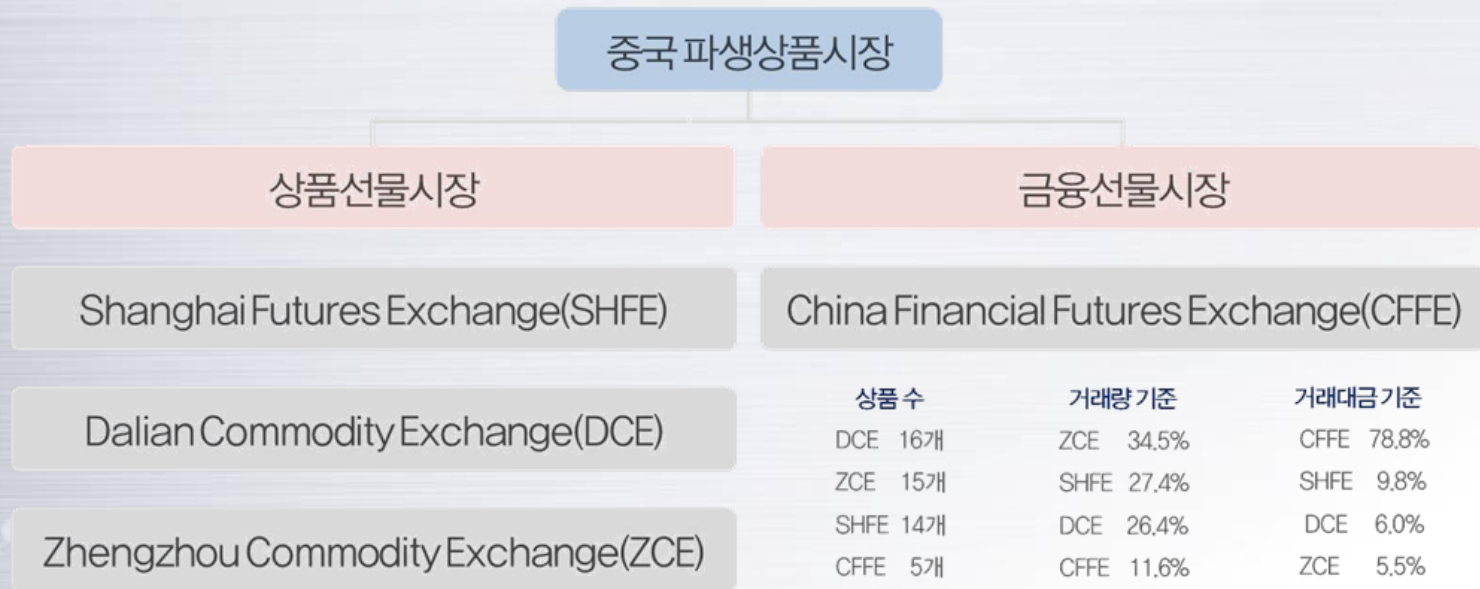 중국 파생상품시장
상품선물시장
금융선물시장
Shanghai Futures Exchange(SHFE)
China Financial Futures Exchange(CFFE)
Dalian Commodity Exchange(DCE)
Zhengzhou Commodity Exchange(ZCE)
상품 수
DCE 16개
ZCE 15개
SHFE 14개
CFFE 5개
거래량 기준
ZCE 34.5%
SHFE 27.4%
DCE 26.4%
CFFE 11.6%
거래대금 기준
CFFE 78.8%
SHFE 9.8%
DCE 6.0%
ZCE 5.5%